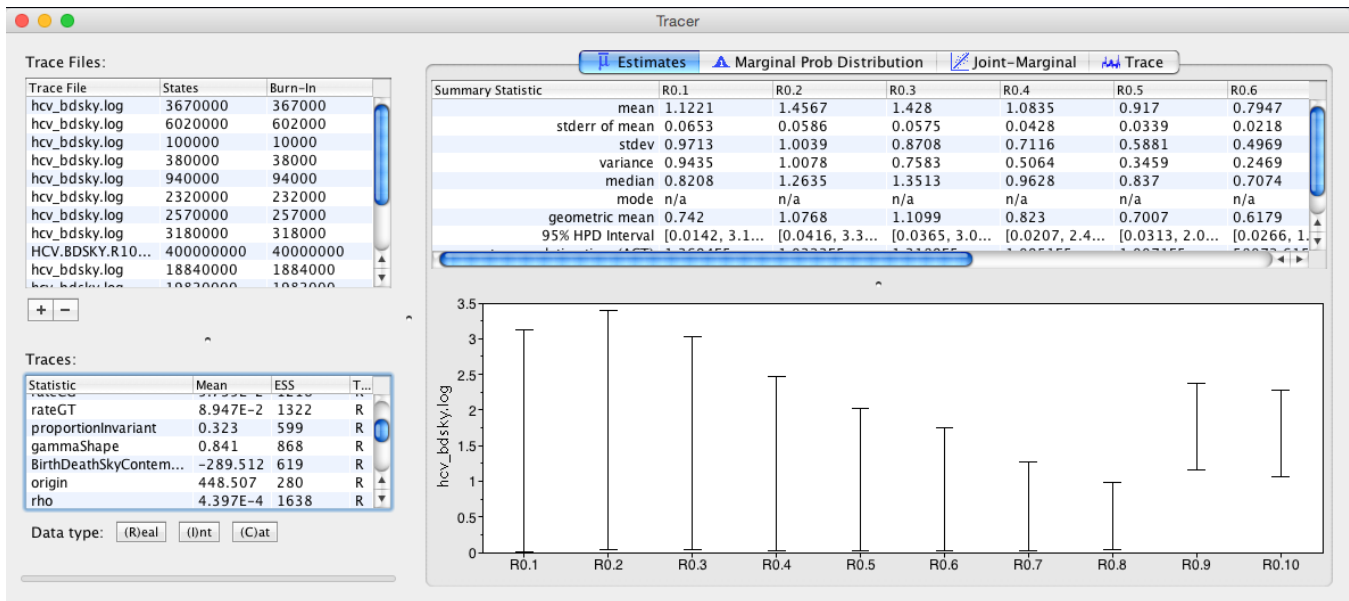 Tracer
Trace Files:
Trace File States Burn-In
hcv_bdsky.log 3670000 367000
hcv_bdsky.log 6020000 602000
hcv_bdsky.log 100000 10000
hcv_bdsky.log 380000 38000
hcv_bdsky.log 940000 94000
hcv_bdsky.log 2320000 232000
hcv_bdsky.log 2570000 257000
hcv_bdsky.log 3180000 318000
HCV.BDSKY.R10... 400000000 40000000
hcv_bdsky.log 18840000 1884000
+ −
Traces:
Statistic Mean ESS T...
rateGT 8.947E-2 1322 R
proportionInvariant 0.323 599 R
gammaShape 0.841 868 R
BirthDeathSkyContem... -289.512 619 R
origin 448.507 280 R
rho 4.397E-4 1638 R
Data type: (R)eal (I)nt (C)at
Estimates Marginal Prob Distribution Joint-Marginal Trace
Summary Statistic R0.1 R0.2 R0.3 R0.4 R0.5 R0.6
mean 1.1221 1.4567 1.428 1.0835 0.917 0.7947
stderr of mean 0.0653 0.0586 0.0575 0.0428 0.0339 0.0218
stdev 0.9713 1.0039 0.8708 0.7116 0.5881 0.4969
variance 0.9435 1.0078 0.7583 0.5064 0.3459 0.2469
median 0.8208 1.2635 1.3513 0.9628 0.837 0.7074
mode n/a n/a n/a n/a n/a n/a
geometric mean 0.742 1.0768 1.1099 0.823 0.7007 0.6179
95% HPD Interval [0.0142, 3.1... [0.0416, 3.3... [0.0365, 3.0... [0.0207, 2.4... [0.0313, 2.0... [0.0266, 1.
hcv_bdsky.log
3.5
3
2.5
2
1.5
1
0.5
0
R0.1 R0.2 R0.3 R0.4 R0.5 R0.6 R0.7 R0.8 R0.9 R0.10